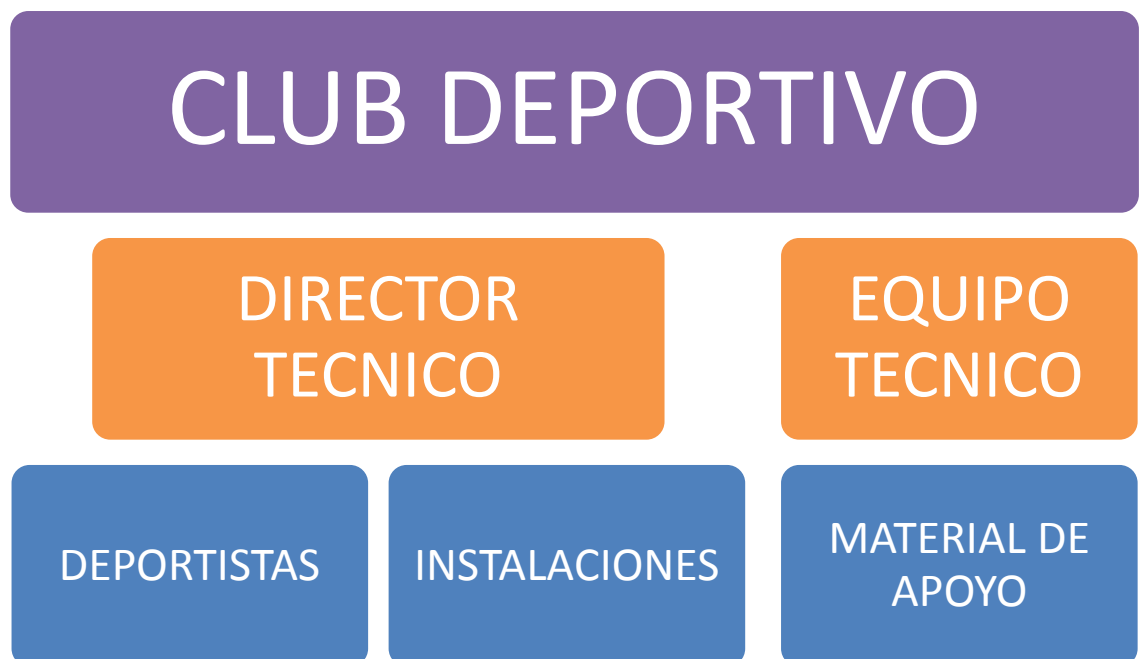 CLUB DEPORTIVO
DIRECTOR
TECNICO
EQUIPO
TECNICO
DEPORTISTAS
INSTALACIONES
MATERIAL DE
APOYO